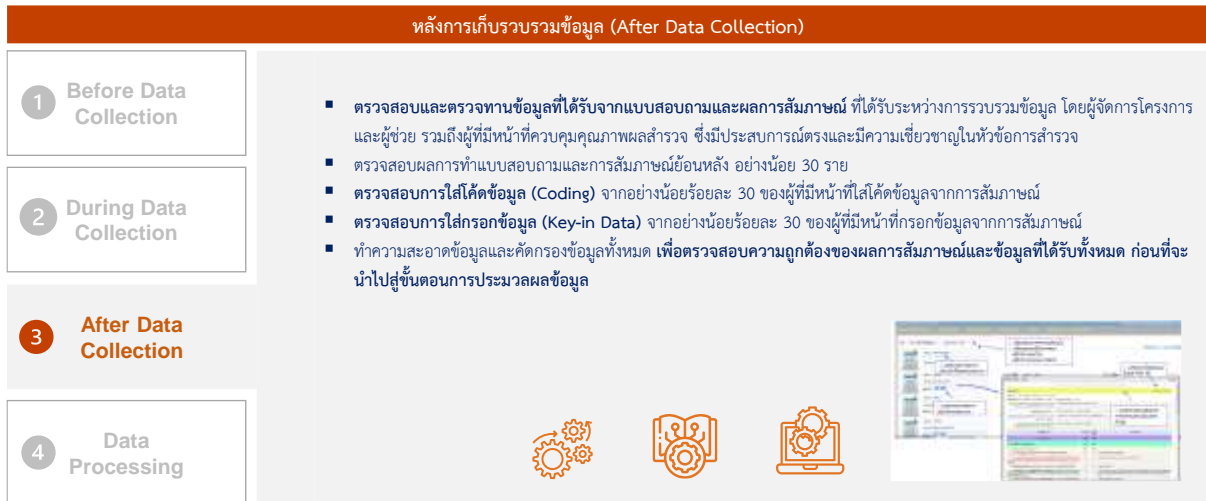 หลังการเก็บรวบรวมข้อมูล (After Data Collection)
1 Before Data
Collection
2 During Data
Collection
3 After Data
Collection
4 Data
Processing
▪ ตรวจสอบและตรวจทานข้อมูลที่ได้รับจากแบบสอบถามและผลการสัมภาษณ์ ที่ได้รับระหว่างการรวบรวมข้อมูล โดยผู้จัดการโครงการ
และผู้ช่วย รวมถึงผู้ที่มีหน้าที่ควบคุมคุณภาพผลสำรวจ ซึ่งมีประสบการณ์ตรงและมีความเชี่ยวชาญในหัวข้อการสำรวจ
▪ ตรวจสอบผลการทำแบบสอบถามและการสัมภาษณ์ย้อนหลัง อย่างน้อย 30 ราย
▪ ตรวจสอบการใส่โค้ดข้อมูล (Coding) จากอย่างน้อยร้อยละ 30 ของผู้ที่มีหน้าที่ใส่โค้ดข้อมูลจากการสัมภาษณ์
▪ ตรวจสอบการใส่กรอกข้อมูล (Key-in Data) จากอย่างน้อยร้อยละ 30 ของผู้ที่มีหน้าที่กรอกข้อมูลจากการสัมภาษณ์
▪ ทำความสะอาดข้อมูลและคัดกรองข้อมูลทั้งหมด เพื่อตรวจสอบความถูกต้องของผลการสัมภาษณ์และข้อมูลที่ได้รับทั้งหมด ก่อนที่จะ
นำไปสู่ขั้นตอนการประมวลผลข้อมูล